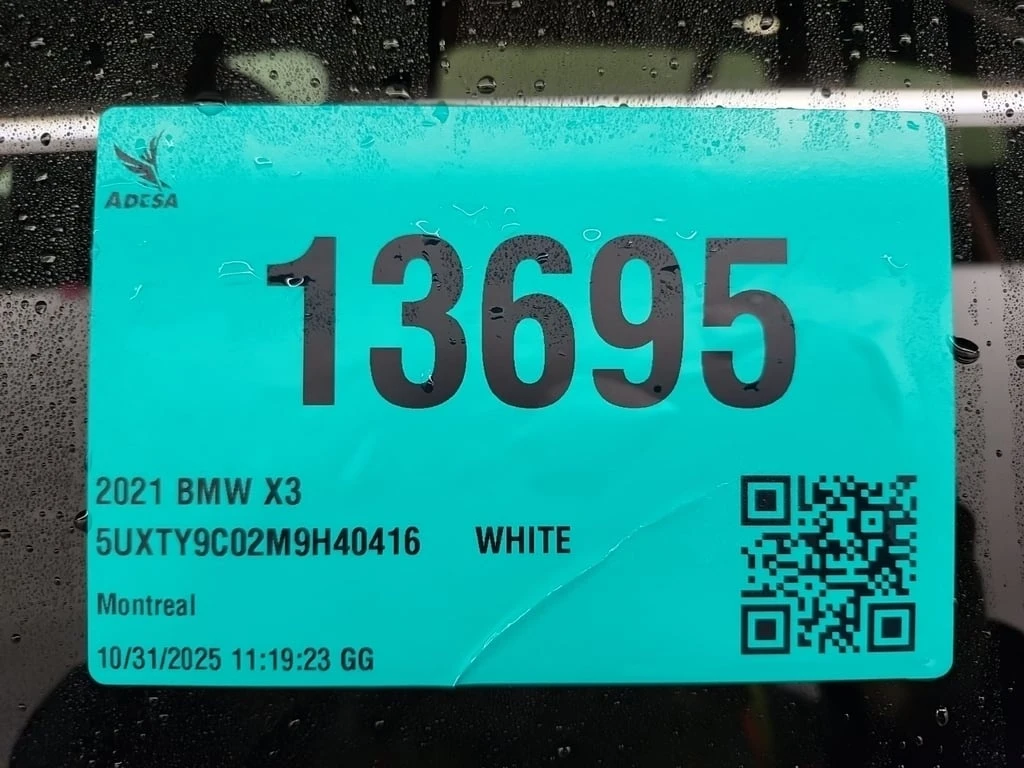 ADESA
13695
2021 BMW X3
5UXTY9C02M9H40416 WHITE
Montreal
10/31/2025 11:19:23 GG